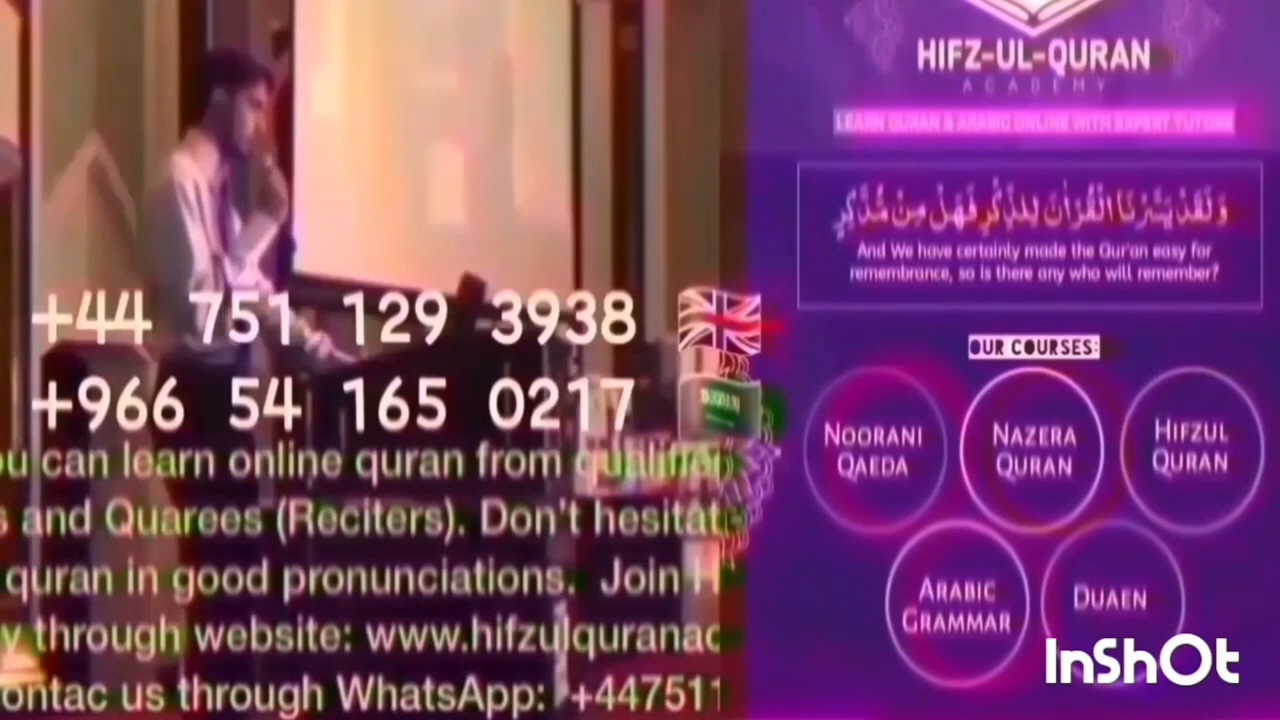 +44 751 129 3938
+966 54 165 0217
u can learn online quran from qualifie
s and Quarees (Reciters). Don't hesitat
quran in good pronunciations. Join H
y through website: www.hifzulquranac
ontac us through WhatsApp: +447511
HIFZ-UL-QURAN
ACADEMY
LEARN QURAN & ARABIC ONLINE WITH EXPERT TUTORS
وَلَقَدْ يَسَّرْنَا الْقُرْاٰنَ لِلذِّكْرِ فَهَلْ مِنْ مُّدَّكِرٍ
And We have certainly made the Qur'an easy for
remembrance, so is there any who will remember?
OUR COURSES:
NOORANI
QAEDA
NAZERA
QURAN
HIFZUL
QURAN
ARABIC
GRAMMAR
DUAEN
InShOt